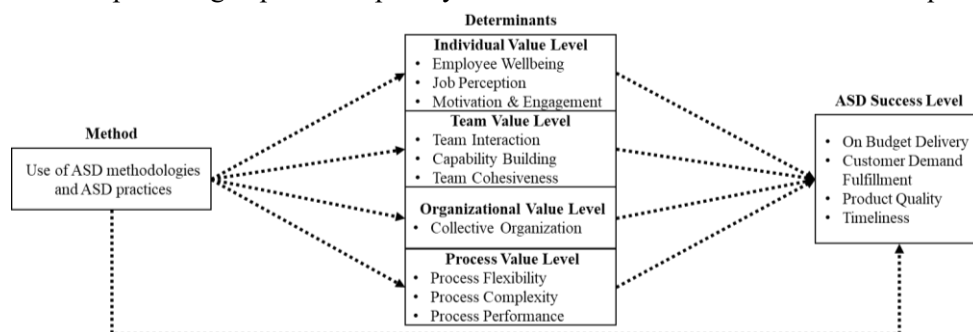 Determinants
Individual Value Level
• Employee Wellbeing
• Job Perception
• Motivation & Engagement
Team Value Level
• Team Interaction
• Capability Building
• Team Cohesiveness
Organizational Value Level
• Collective Organization
Process Value Level
• Process Flexibility
• Process Complexity
• Process Performance
Method
Use of ASD methodologies
and ASD practices
ASD Success Level
• On Budget Delivery
• Customer Demand
Fulfillment
• Product Quality
• Timeliness